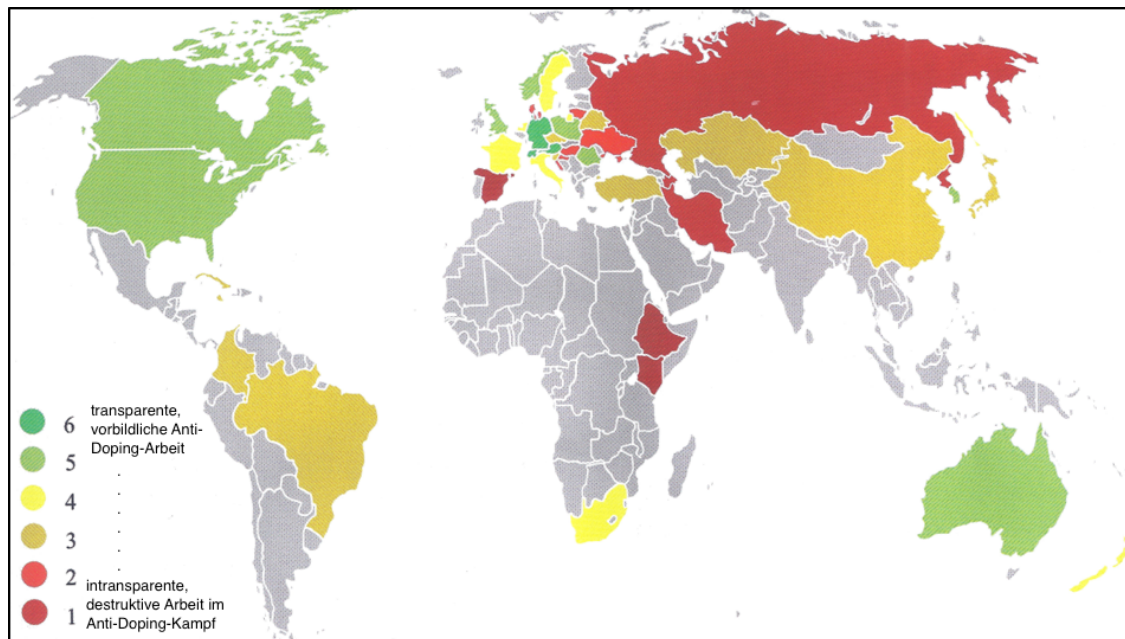 6 transparente,
vorbildliche Anti-
Doping-Arbeit
5
4
3
2 intransparente,
destruktive Arbeit im
1 Anti-Doping-Kampf